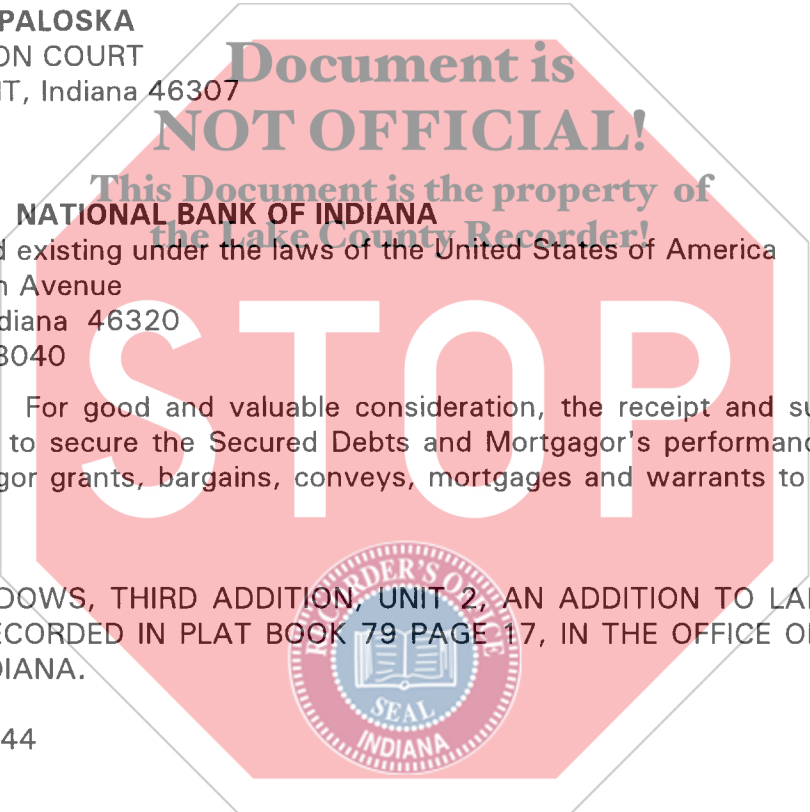 PALOSKA
ON COURT
IT, Indiana 46307
Document is
NOT OFFICIAL!
This Document is the property of
the Lake County Recorder!
NATIONAL BANK OF INDIANA
d existing under the laws of the United States of America
n Avenue
diana 46320
8040
STOP
For good and valuable consideration, the receipt and su
to secure the Secured Debts and Mortgagor's performanc
gor grants, bargains, conveys, mortgages and warrants to
DOWS, THIRD ADDITION, UNIT 2, AN ADDITION TO LA
ECORDED IN PLAT BOOK 79 PAGE 17, IN THE OFFICE O
DIANA.
44
RECORDER'S OFFICE
SEAL
INDIANA